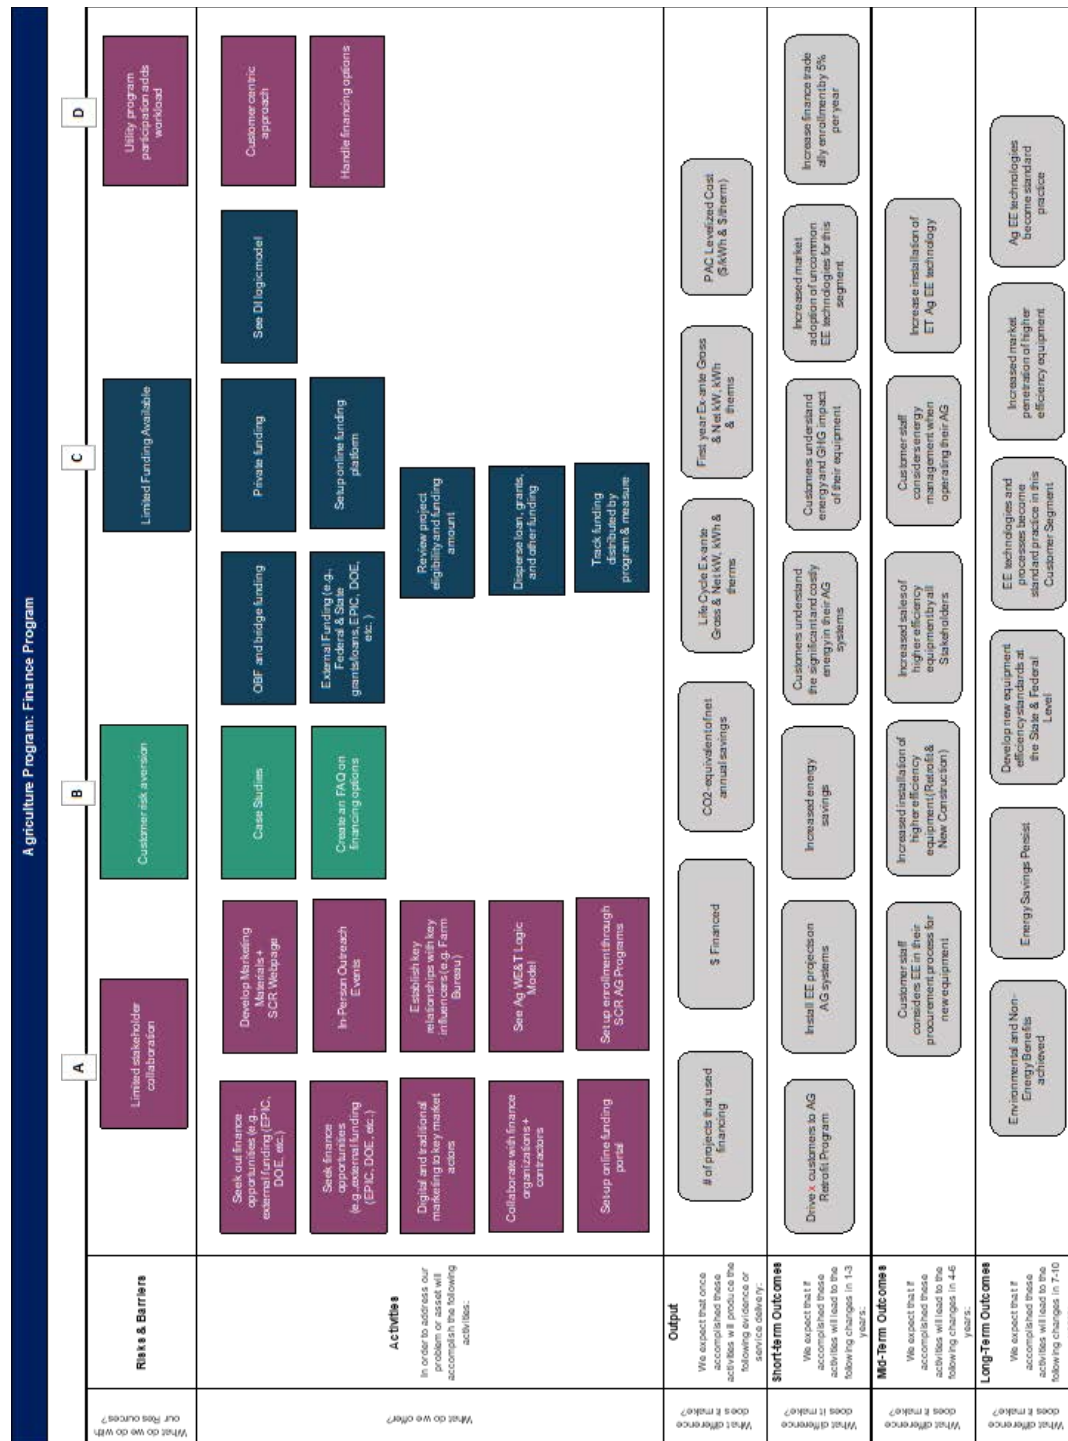 Agriculture Program: Finance Program
A
B
C
D
What do we do with
our Resources?
Risks & Barriers
Limited stakeholder
collaboration
Customer risk aversion
Limited Funding Available
Utility program
participation adds
workload
What do we offer?
Activities
In order to address our
problem or asset will
accomplish the following
activities:
Seek out finance
opportunities (e.g.,
external funding (EPIC,
DOE, etc.)
Develop Marketing
Materials +
SCR Webpage
Case Studies
OBF and bridge funding
Private funding
See DI logic model
Customer centric
approach
Seek finance
opportunities
(e.g., external funding
(EPIC, DOE, etc.)
In-Person Outreach
Events
Create an FAQ on
financing options
External Funding (e.g.,
Federal & State
grants/loans, EPIC, DOE,
etc. )
Setup online funding
platform
Handle financing options
Digital and traditional
marketing to key market
actors
Establish key
relationships with key
influencers (e.g. Farm
Bureau)
Review project
eligibility and funding
amount
Collaborate with finance
organizations +
contractors
See Ag WE&T Logic
Model
Disperse loan, grants,
and other funding
Set-up online funding
portal
Set up enrollment through
SCR AG Programs
Track funding
distributed by
program & measure
What difference
does it make?
Output
We expect that once
accomplished these
activities will produce the
following evidence or
service delivery:
# of projects that used
financing
$ Financed
CO2-equivalent of net
annual savings
Life Cycle Ex-ante
Gross & Net kW, kWh &
therms
First year Ex-ante Gross
& Net kW, kWh
& therms
PAC Levelized Cost
($/kWh & $/therm)
What difference
does it make?
Short-term Outcomes
We expect that if
accomplished these
activities will lead to the
following changes in 1-3
years:
Drive x customers to AG
Retrofit Program
Install EE projects on
AG systems
Increased energy
savings
Customers understand
the significant and costly
energy in their AG
systems
Customers understand
energy and GHG impact
of their equipment
Increased market
adoption of uncommon
EE technologies for this
segment
Increase finance trade
ally enrollment by 5%
per year
What difference
does it make?
Mid-Term Outcomes
We expect that if
accomplished these
activities will lead to the
following changes in 4-6
years:
Customer staff
considers EE in their
procurement process for
new equipment
Increased installation of
higher efficiency
equipment (Retrofit &
New Construction)
Increased sales of
higher efficiency
equipment by all
Stakeholders
Customer staff
considers energy
management when
operating their AG
Increase installation of
ET Ag EE technology
What difference
does it make?
Long-Term Outcomes
We expect that if
accomplished these
activities will lead to the
following changes in 7-10
Environmental and Non-
Energy Benefits
achieved
Energy Savings Persist
Develop new equipment
efficiency standards at
the State & Federal
Level
EE technologies and
processes become
standard practice in this
Customer Segment
Increased market
penetration of higher
efficiency equipment
Ag EE technologies
become standard
practice